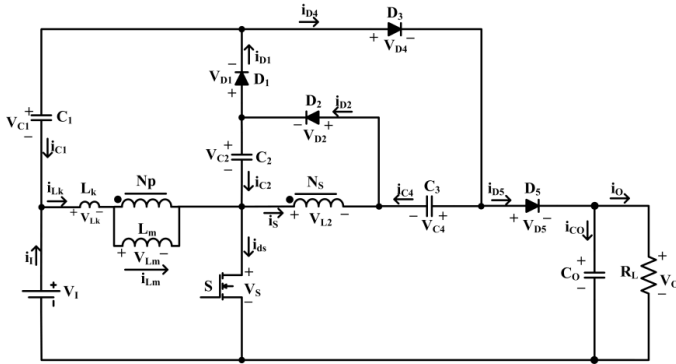 i_D4 D_3
+ V_D4 −
− i_D1
V_D1 D_1
+
D_2 i_D2
− V_D2 +
+
V_C1 C_1
−
i_C1
+
V_C2 C_2
−
i_C2
i_Lk L_k Np
+ V_Lk −
L_m
+ V_Lm −
i_Lm
N_S
i_S + V_L2 −
i_C4 C_3
− V_C4 +
i_D5 D_5
+ V_D5 −
i_O
i_CO
i_I
+ V_I
i_ds
S + V_S −
+ C_O −
R_L + V_O −